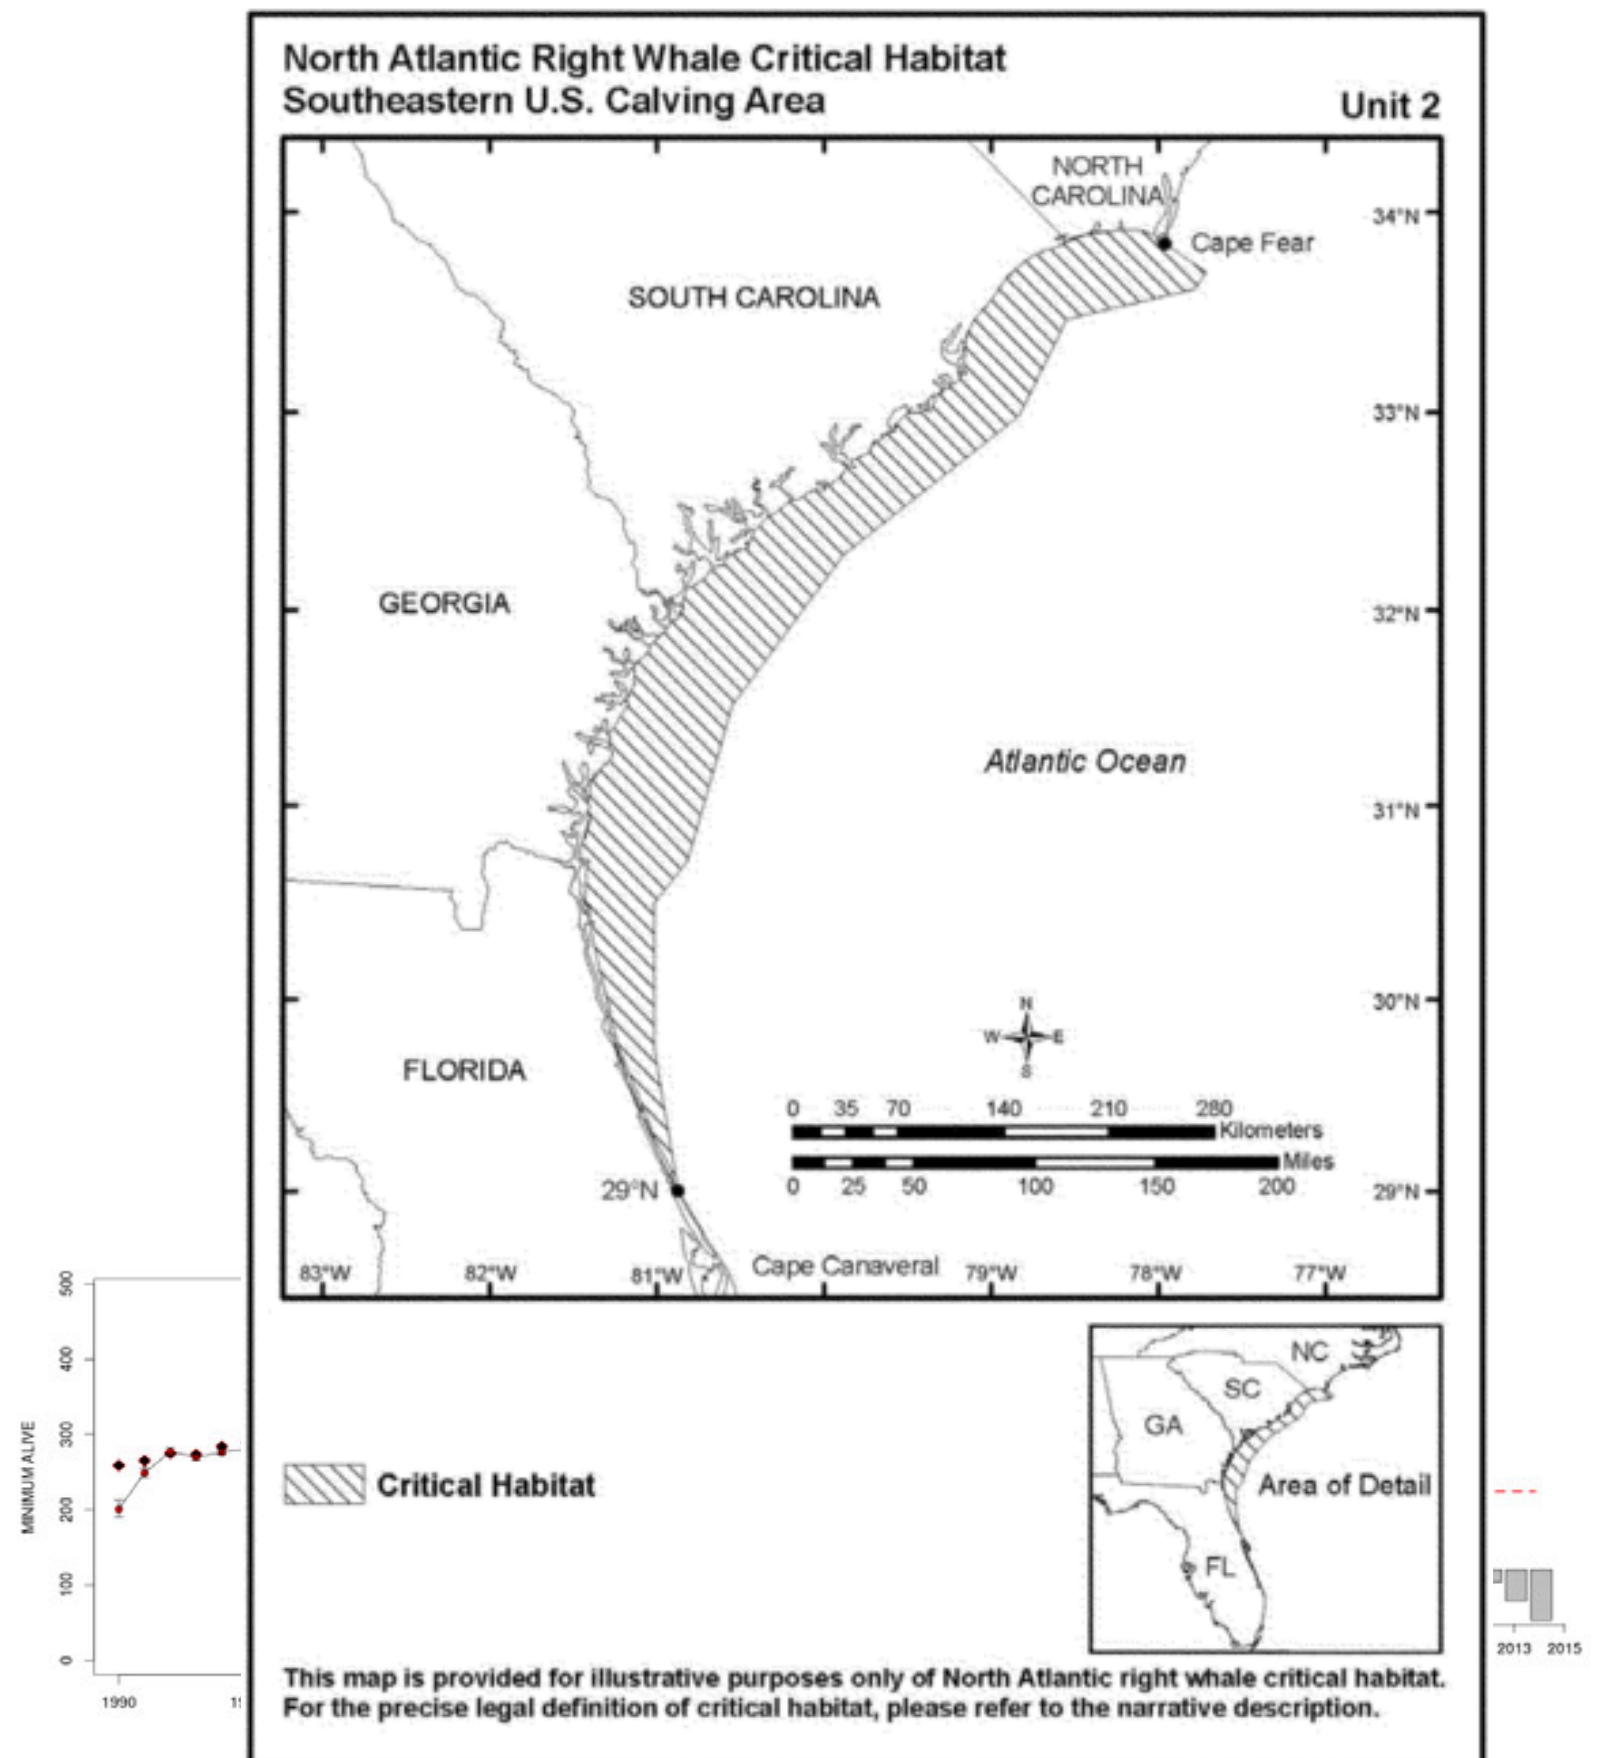 North Atlantic Right Whale Critical Habitat
Southeastern U.S. Calving Area
Unit 2
NORTH
CAROLINA
34°N
Cape Fear
SOUTH CAROLINA
33°N
GEORGIA
32°N
Atlantic Ocean
31°N
N
W E
S
30°N
FLORIDA
0 35 70 140 210 280
Kilometers
Miles
0 25 50 100 150 200
29°N
29°N
Cape Canaveral
83°W 82°W 81°W 79°W 78°W 77°W
500
400
300
200
100
0
MINIMUM ALIVE
1990
NC
SC
GA
Area of Detail
FL
Critical Habitat
2013 2015
This map is provided for illustrative purposes only of North Atlantic right whale critical habitat.
For the precise legal definition of critical habitat, please refer to the narrative description.